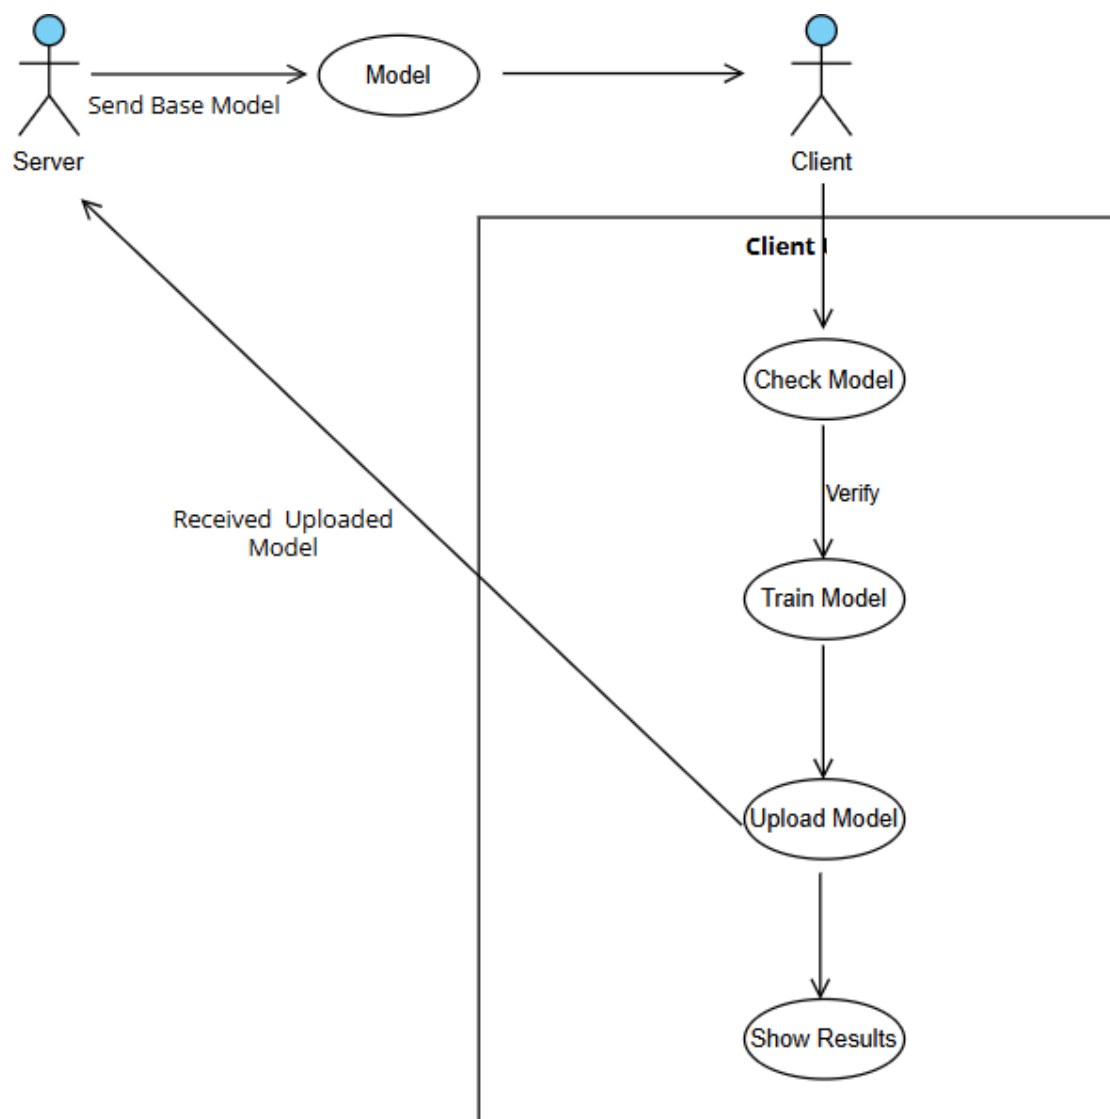 Model
Send Base Model
Server
Client
Client
Check Model
Verify
Received Uploaded
Model
Train Model
Upload Model
Show Results